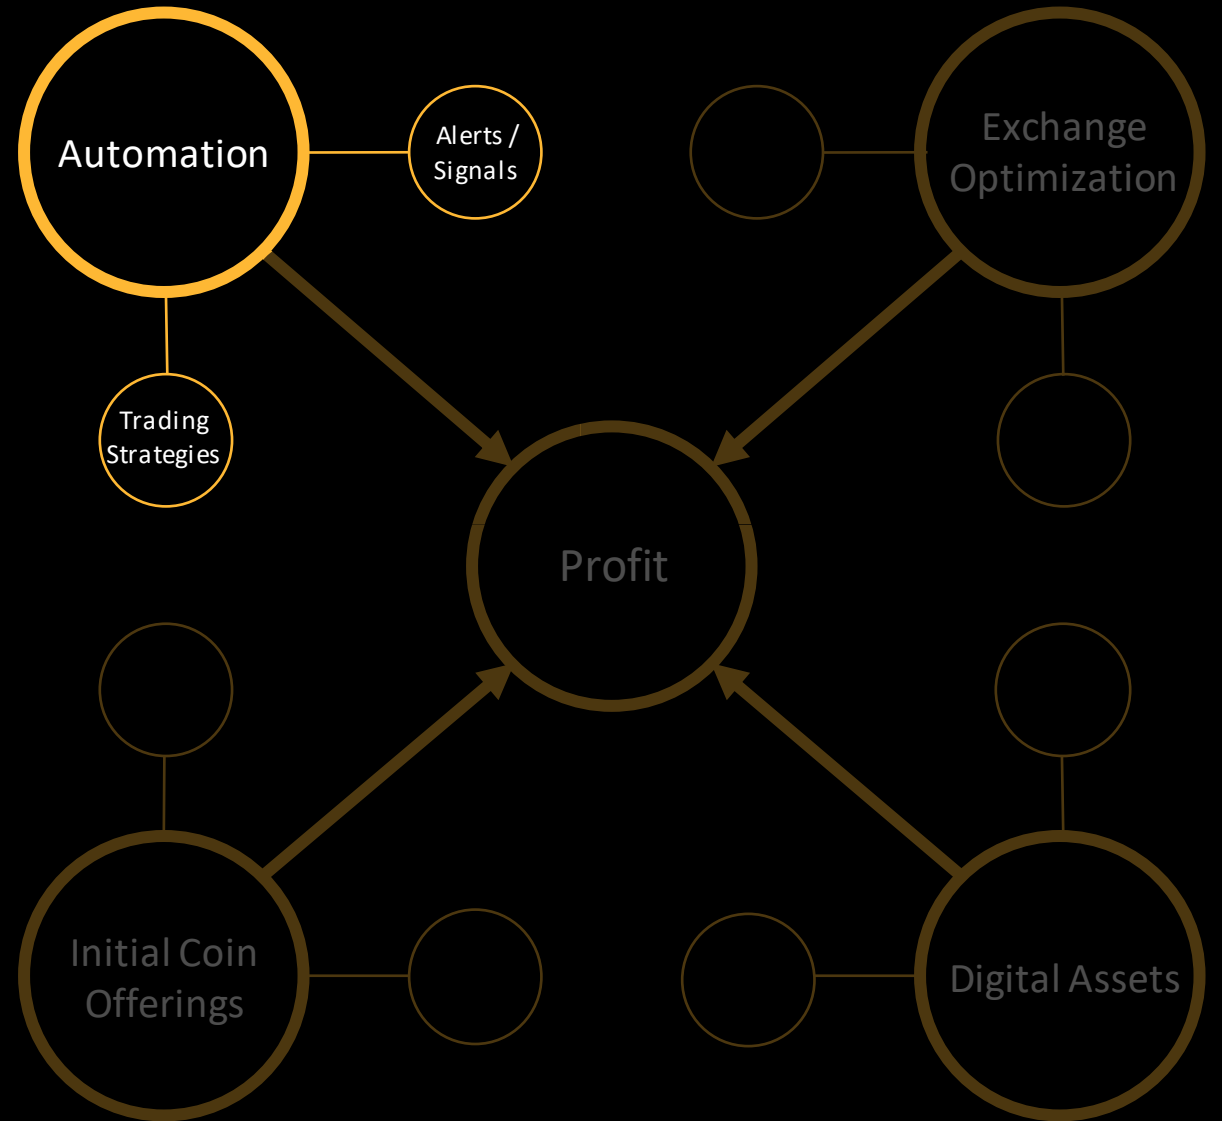 Automation
Alerts /
Signals
Exchange
Optimization
Trading
Strategies
Profit
Initial Coin
Offerings
Digital Assets